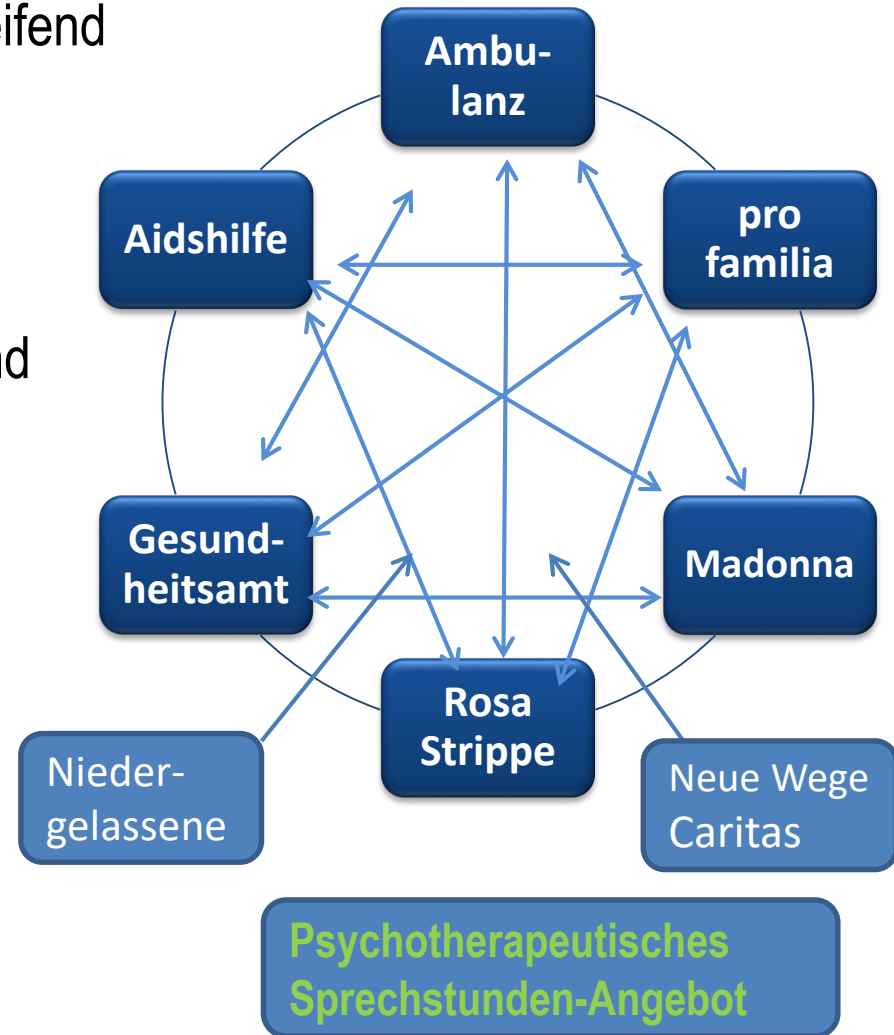 eifend
Ambu-
lanz
Aidshilfe
pro
familia
d
Gesund-
heitsamt
Madonna
Rosa
Strippe
Nieder-
gelassene
Neue Wege
Caritas
Psychotherapeutisches
Sprechstunden-Angebot